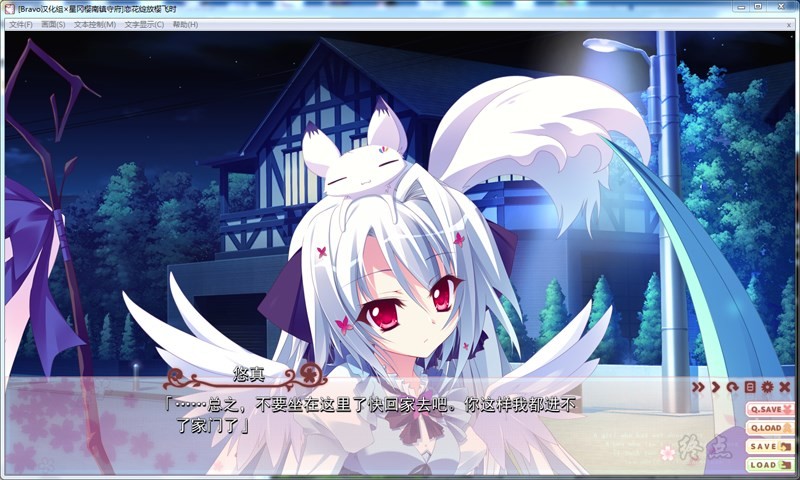 [Bravo汉化组×星冈樱南镇守府]恋花绽放樱飞时
文件(F) 画面(S) 文本控制(M) 文字显示(C) 帮助(H)
悠真
「……总之，不要坐在这里了快回家去吧。你这样我都进不
了家门了」
Q.SAVE
Q.LOAD
SAVE
LOAD
终点